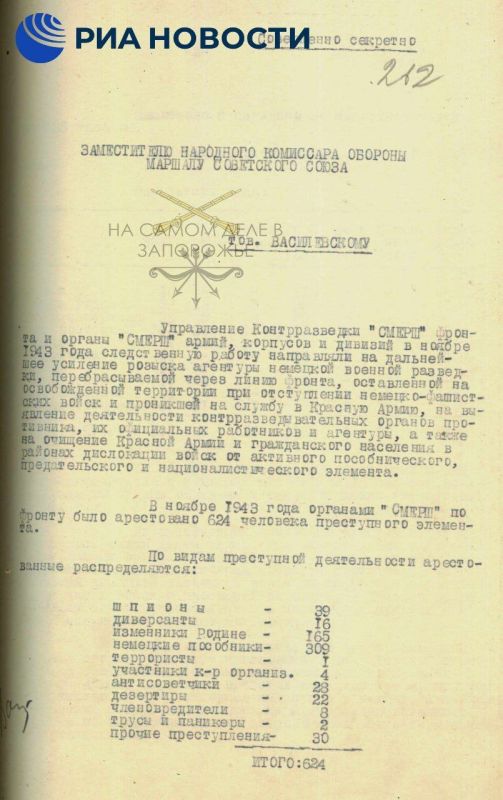 РИА НОВОСТИ
Совершенно секретно
212
ЗАМЕСТИТЕЛЮ НАРОДНОГО КОМИССАРА ОБОРОНЫ
МАРШАЛУ СОВЕТСКОГО СОЮЗА
НА САМОМ ДЕЛЕ В
ЗАПОРОЖЬЕ
тов. ВАСИЛЕВСКОМУ
Управление Контрразведки "СМЕРШ" фрон-
та и органы "СМЕРШ" армий, корпусов и дивизий в ноябре
1943 года следственную работу направляли на дальней-
шее усиление розыска агентуры немецкой военной развед-
ки, перебрасываемой через линию фронта, оставленной на
освобожденной территории при отступлении немецко-фашист-
ских войск и проникшей на службу в Красную Армию, на вы-
явление деятельности контрразведывательных органов про-
тивника, их официальных работников и агентуры, а также
на очищение Красной Армии и гражданского населения в
районах дислокации войск от активного пособнического,
предательского и националистического элемента.
В ноябре 1943 года органами "СМЕРШ" по
фронту было арестовано 624 человека преступного элемен-
та.
По видам преступной деятельности аресто-
ванные распределяются:
шпионы - 39
диверсанты - 16
изменники Родине - 165
немецкие пособники- 309
террористы - 1
участники к-р организ. - 4
антисоветчики - 28
дезертиры - 22
членовредители - 8
трусы и паникеры - 2
прочие преступления- 30
ИТОГО:624